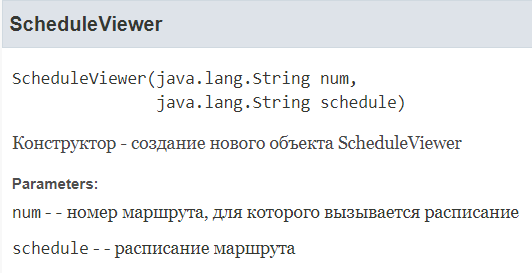 ScheduleViewer
ScheduleViewer(java.lang.String num,
java.lang.String schedule)
Конструктор - создание нового объекта ScheduleViewer
Parameters:
num - - номер маршрута, для которого вызывается расписание
schedule - - расписание маршрута